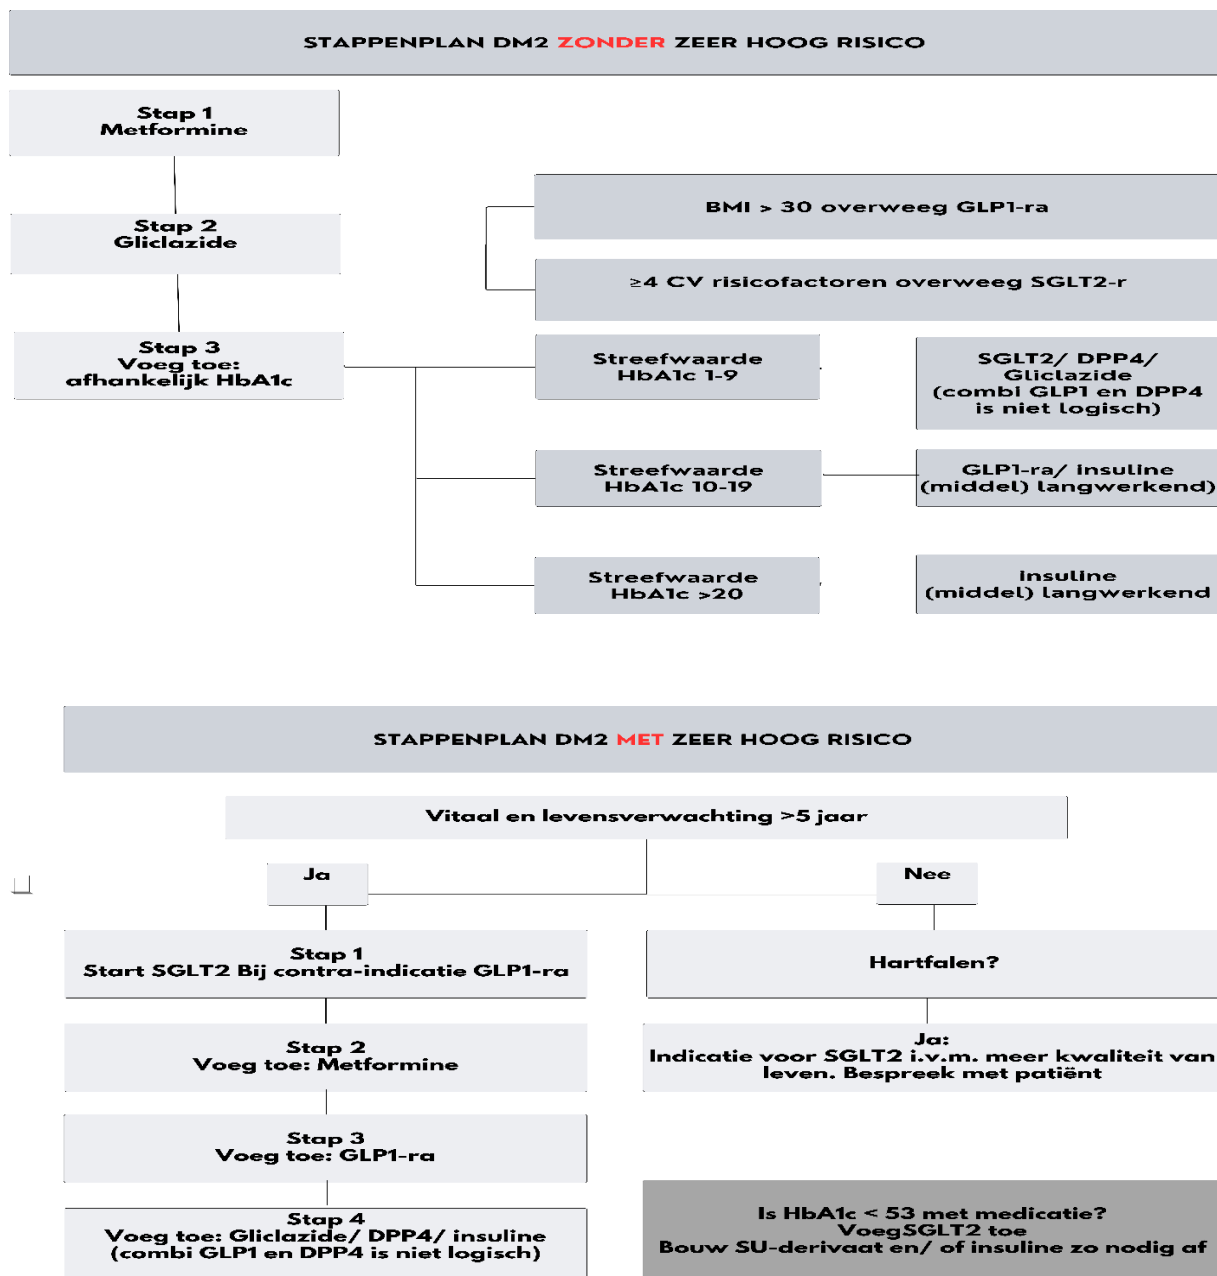 STAPPENPLAN DM2 ZONDER ZEER HOOG RISICO
Stap 1
Metformine
Stap 2
Gliclazide
BMI > 30 overweeg GLP1-ra
≥4 CV risicofactoren overweeg SGLT2-r
Stap 3
Voeg toe:
afhankelijk HbA1c
Streefwaarde
HbA1c 1-9
SGLT2/ DPP4/
Gliclazide
(combi GLP1 en DPP4
is niet logisch)
Streefwaarde
HbA1c 10-19
GLP1-ra/ insuline
(middel) langwerkend)
Streefwaarde
HbA1c >20
insuline
(middel) langwerkend
STAPPENPLAN DM2 MET ZEER HOOG RISICO
Vitaal en levensverwachting >5 jaar
Ja
Nee
Stap 1
Start SGLT2 Bij contra-indicatie GLP1-ra
Hartfalen?
Stap 2
Voeg toe: Metformine
Ja:
Indicatie voor SGLT2 i.v.m. meer kwaliteit van
leven. Bespreek met patiënt
Stap 3
Voeg toe: GLP1-ra
Stap 4
Voeg toe: Gliclazide/ DPP4/ insuline
(combi GLP1 en DPP4 is niet logisch)
Is HbA1c < 53 met medicatie?
VoegSGLT2 toe
Bouw SU-derivaat en/ of insuline zo nodig af